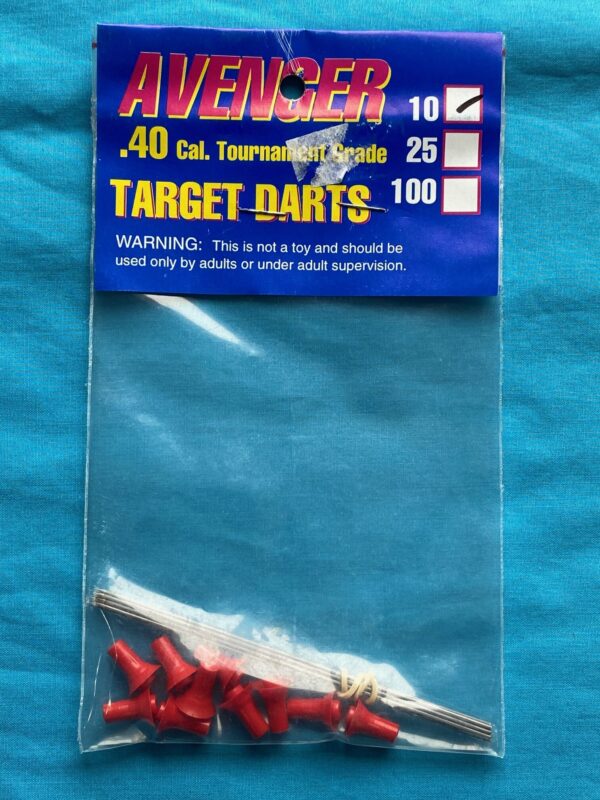 AVENGER
.40 Cal. Tournament Grade
TARGET DARTS
10
25
100
WARNING: This is not a toy and should be
used only by adults or under adult supervision.